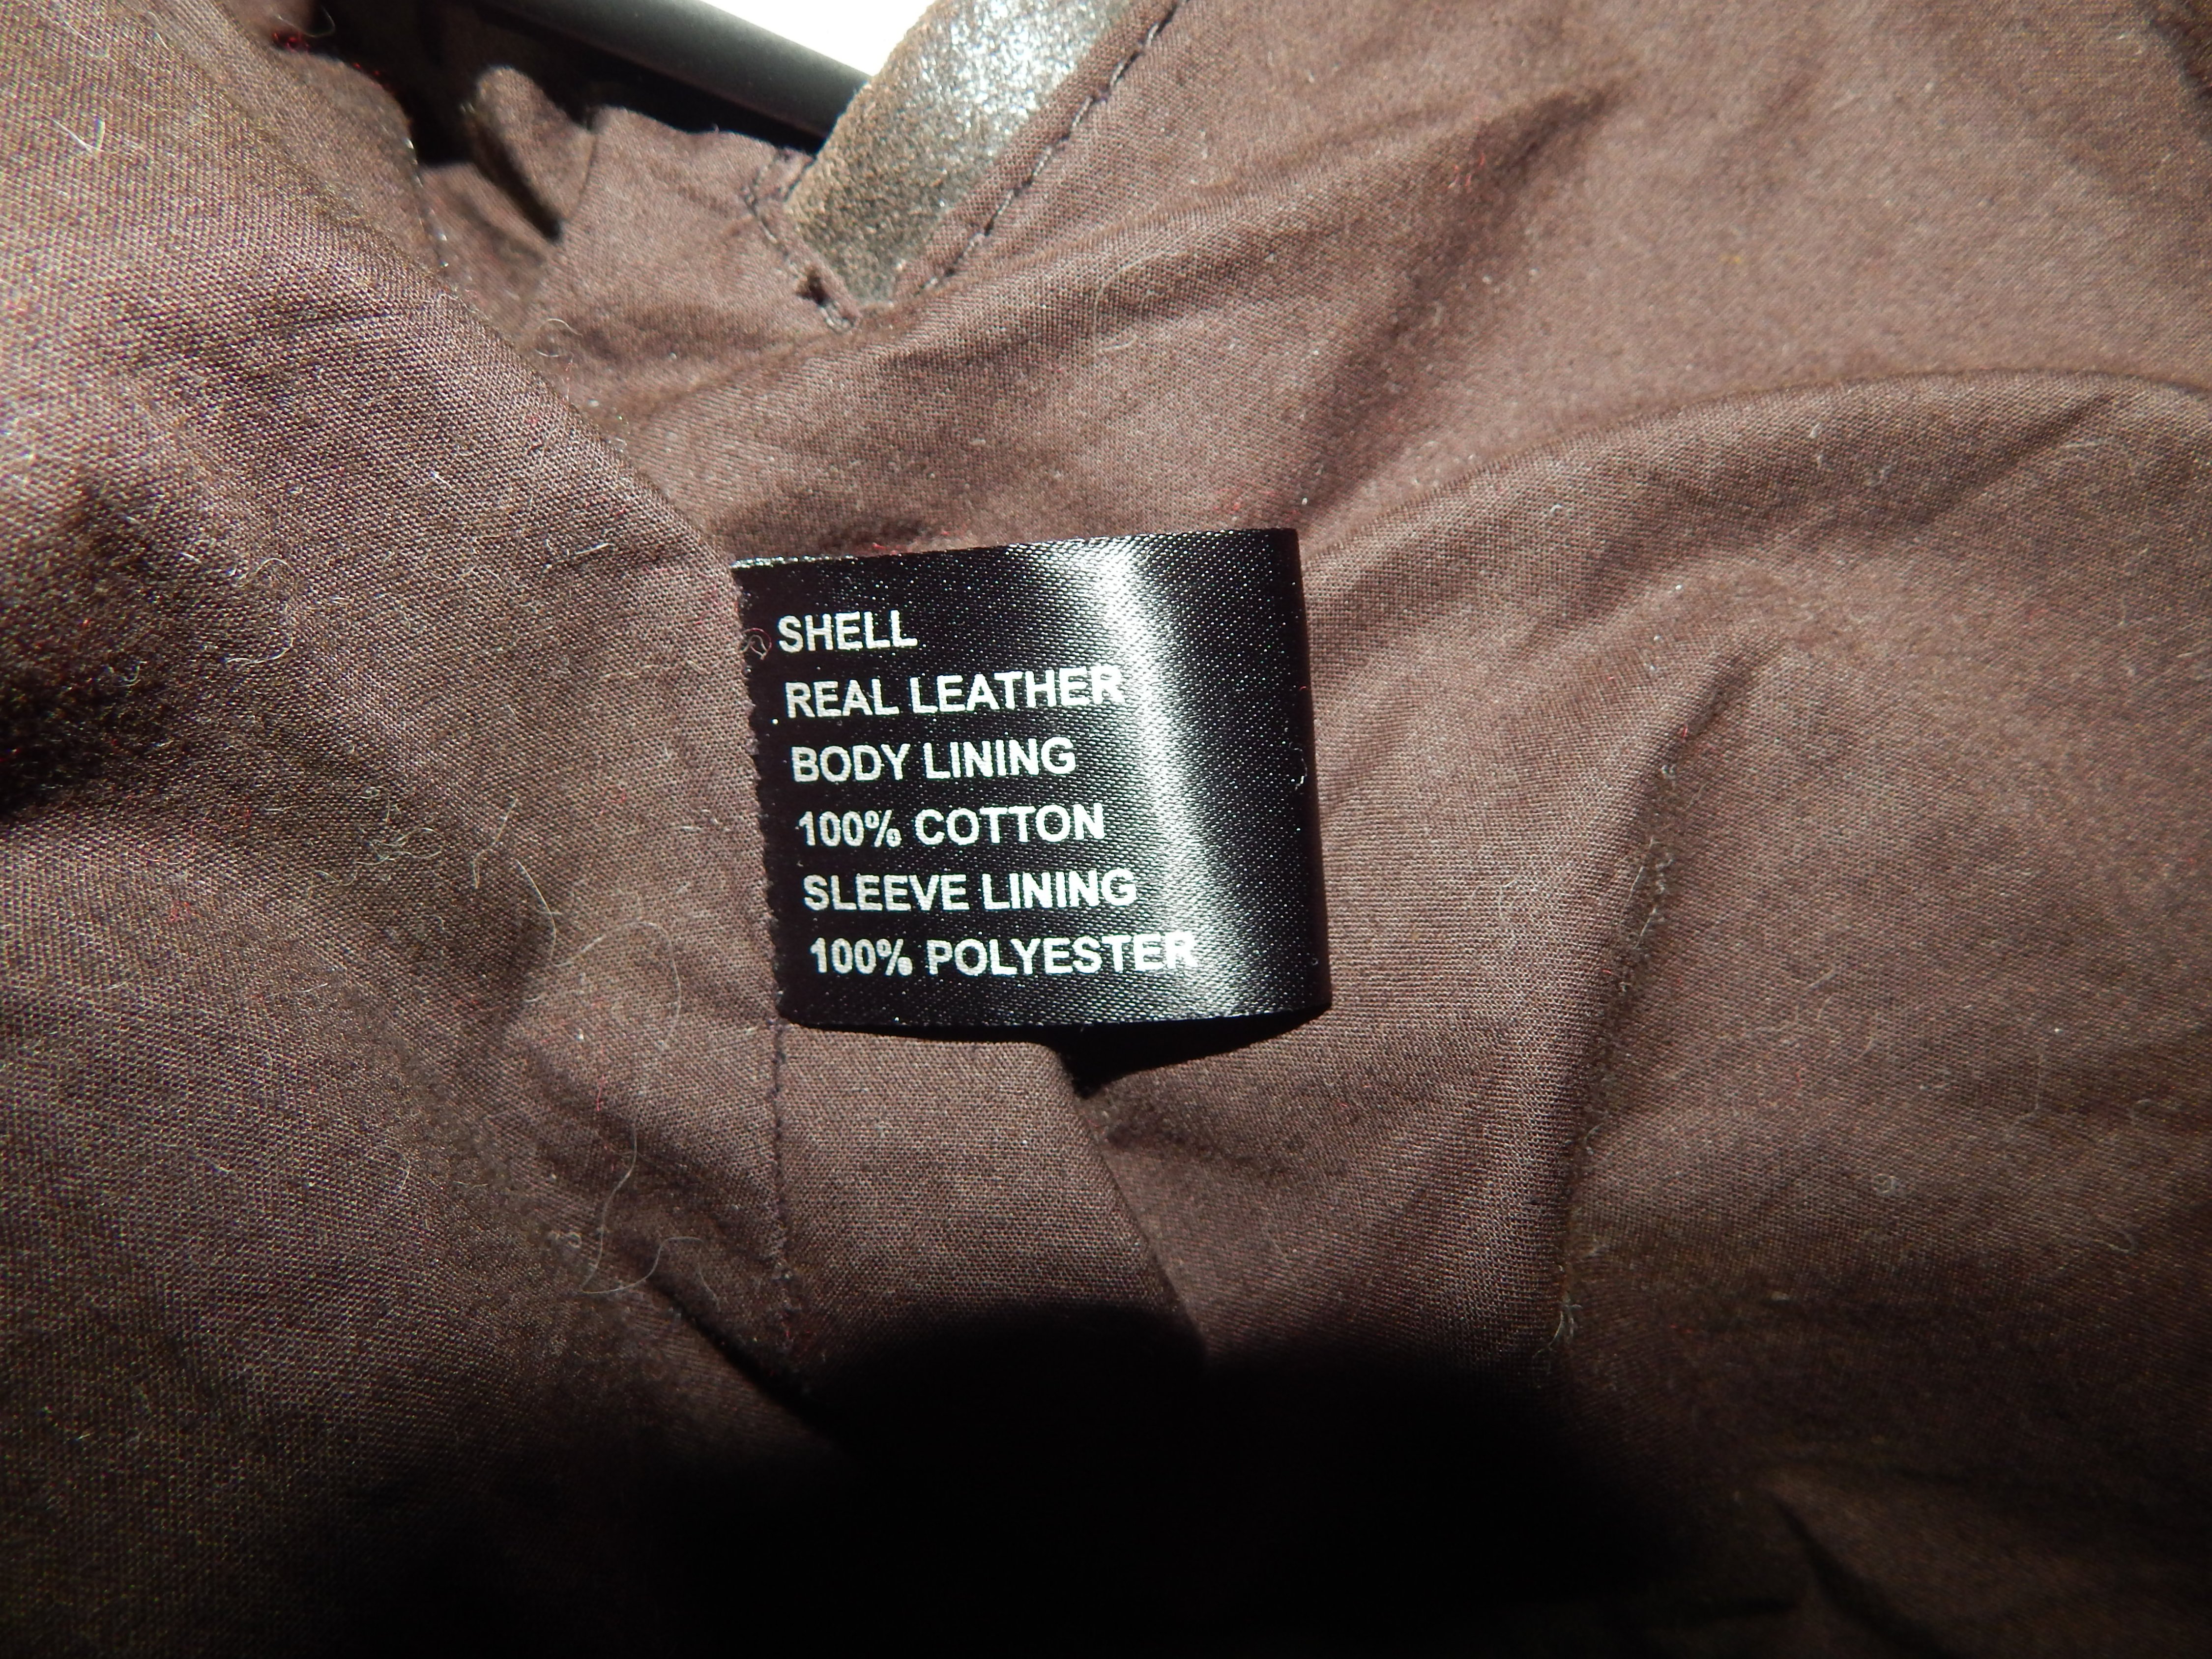 SHELL
REAL LEATHER
BODY LINING
100% COTTON
SLEEVE LINING
100% POLYESTER